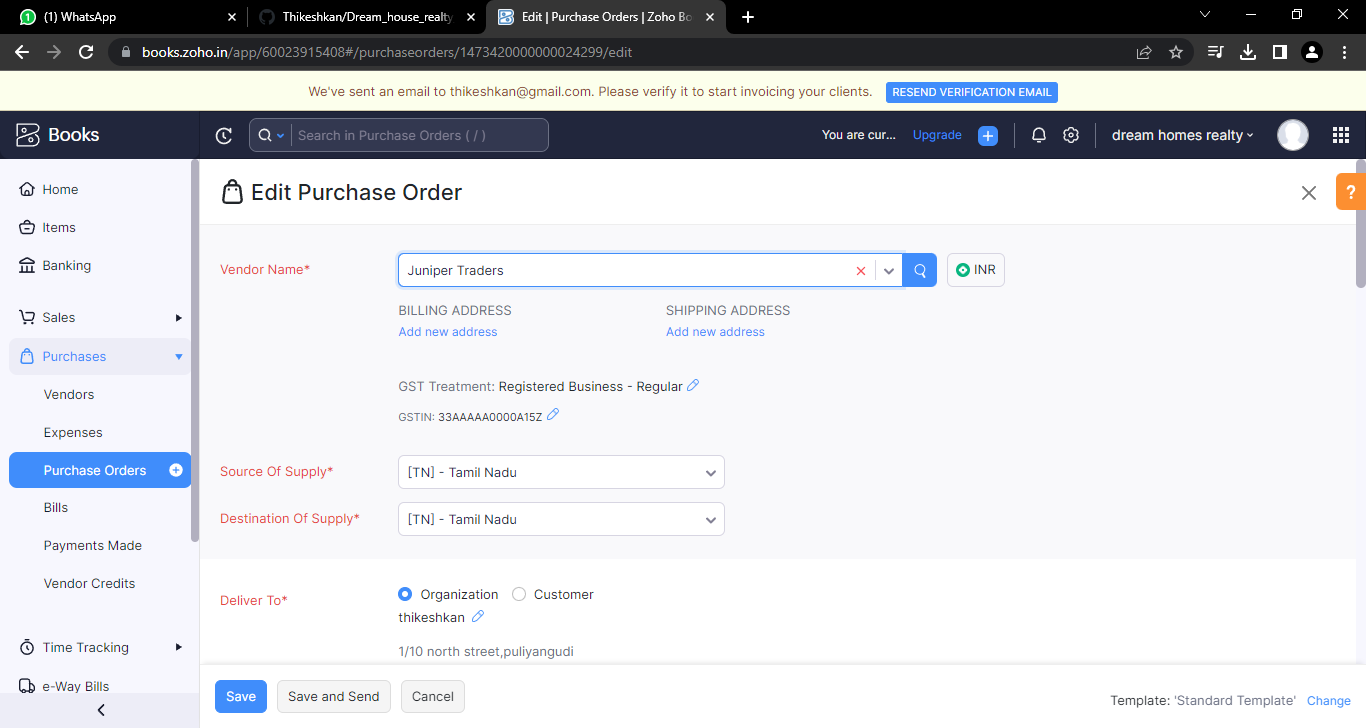 (1) WhatsApp
Thikeshkan/Dream_house_realty
Edit | Purchase Orders | Zoho Bo
books.zoho.in/app/60023915408#/purchaseorders/1473420000000024299/edit
We've sent an email to thikeshkan@gmail.com. Please verify it to start invoicing your clients. RESEND VERIFICATION EMAIL
Books
Search in Purchase Orders ( / )
You are cur... Upgrade
dream homes realty
Home
Items
Banking
Sales
Purchases
Vendors
Expenses
Purchase Orders
Bills
Payments Made
Vendor Credits
Time Tracking
e-Way Bills
Edit Purchase Order
?
Vendor Name* Juniper Traders INR
BILLING ADDRESS SHIPPING ADDRESS
Add new address Add new address
GST Treatment: Registered Business - Regular
GSTIN: 33AAAAA0000A15Z
Source Of Supply* [TN] - Tamil Nadu
Destination Of Supply* [TN] - Tamil Nadu
Deliver To* Organization Customer
thikeshkan
1/10 north street,puliyangudi
Save Save and Send Cancel
Template: 'Standard Template' Change